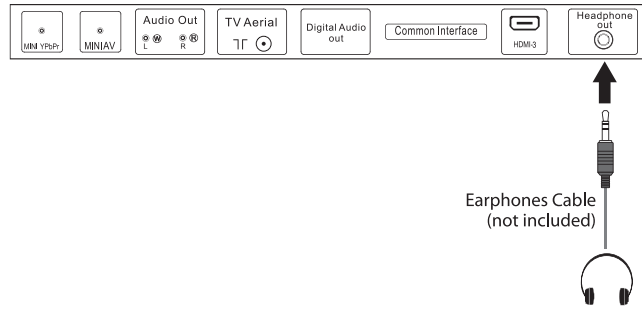 MINI YPbPr
MINIAV
Audio Out
W R
L R
TV Aerial
Digital Audio
out
Common Interface
HDMI-3
Headphone
out
Earphones Cable
(not included)